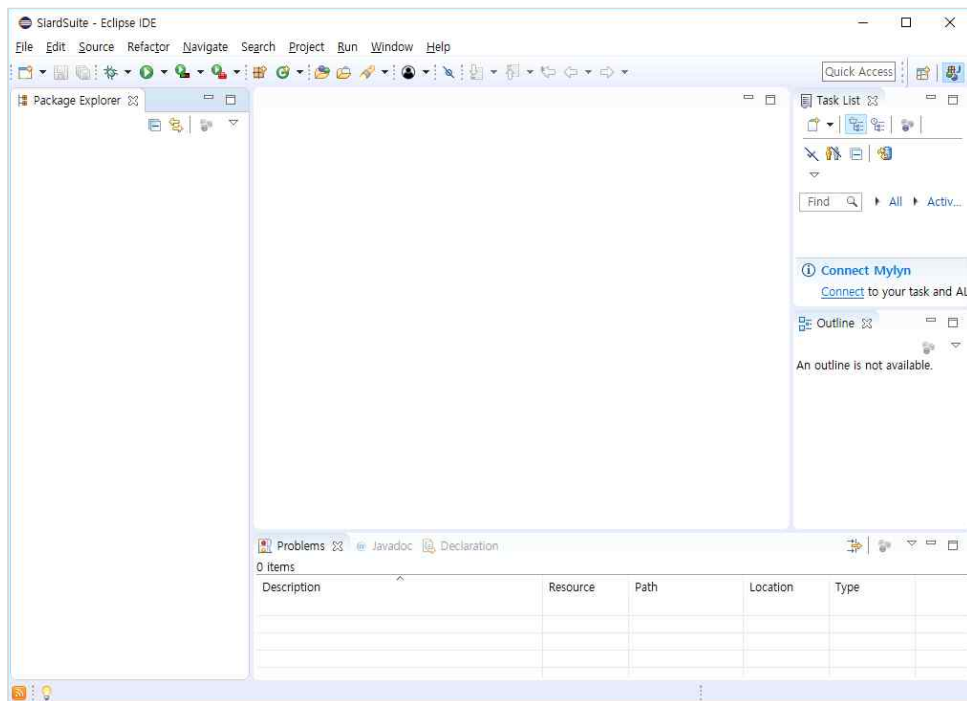 SiardSuite - Eclipse IDE
File Edit Source Refactor Navigate Search Project Run Window Help
Quick Access
Package Explorer
Task List
Find All Activ...
Connect Mylyn
Connect to your task and AL
Outline
An outline is not available.
Problems Javadoc Declaration
0 items
Description Resource Path Location Type